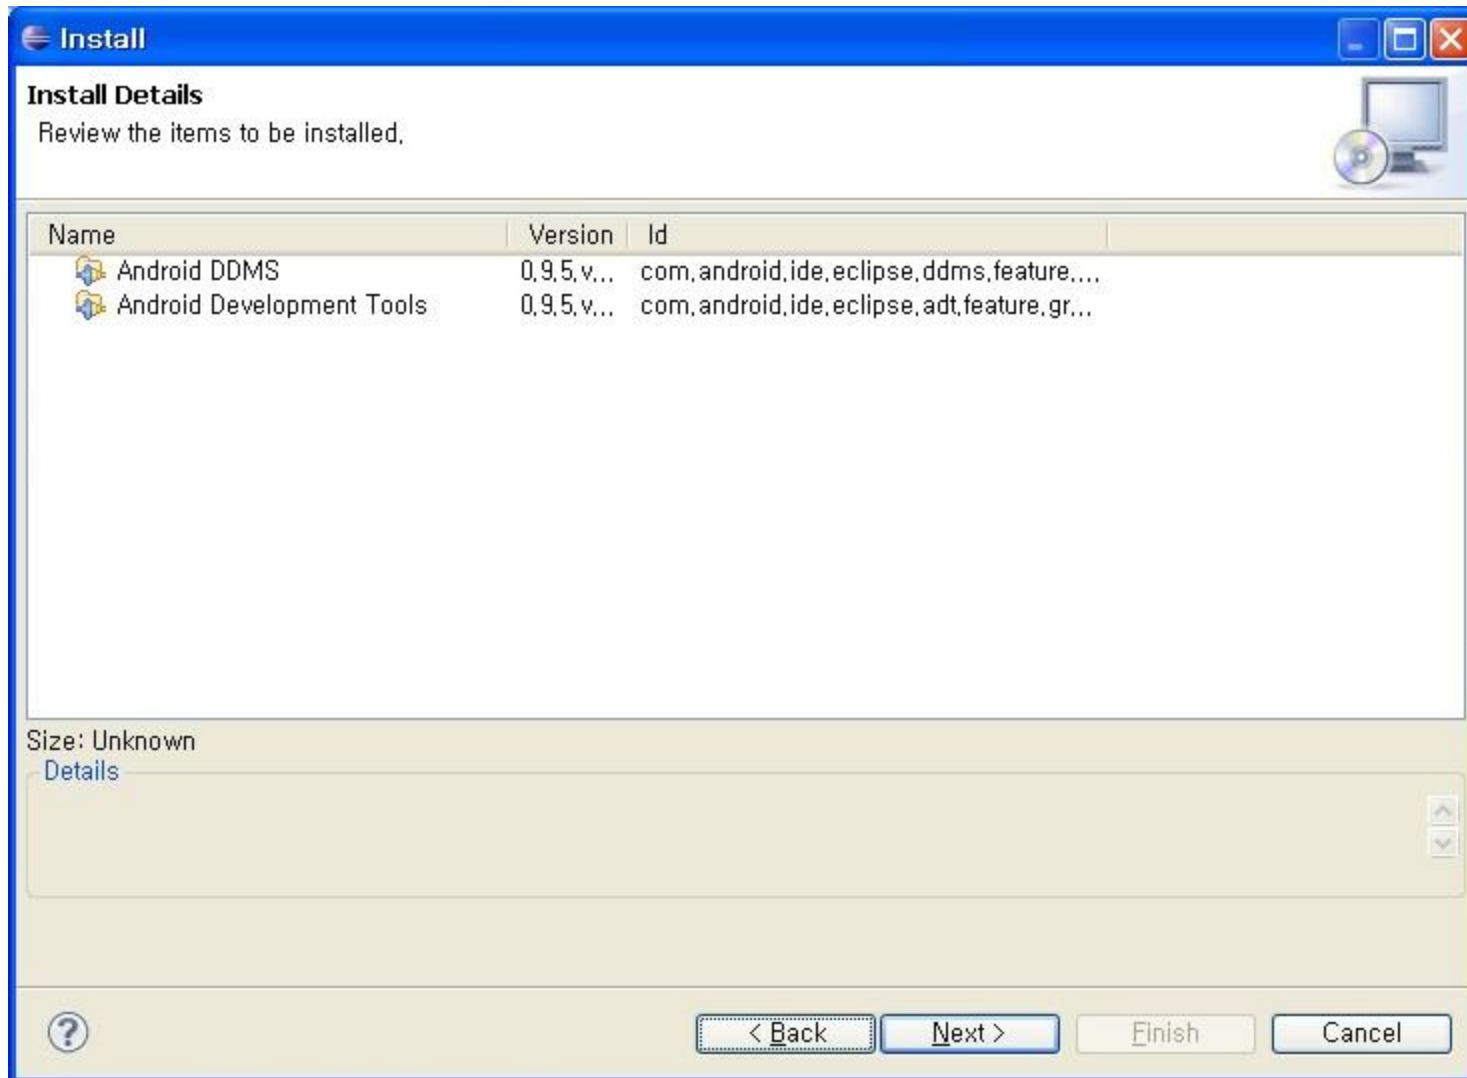 Install
Install Details
Review the items to be installed.
Name Version Id
Android DDMS 0.9.5.v... com.android.ide.eclipse.ddms.feature....
Android Development Tools 0.9.5.v... com.android.ide.eclipse.adt.feature.gr...
Size: Unknown
Details
< Back Next > Finish Cancel